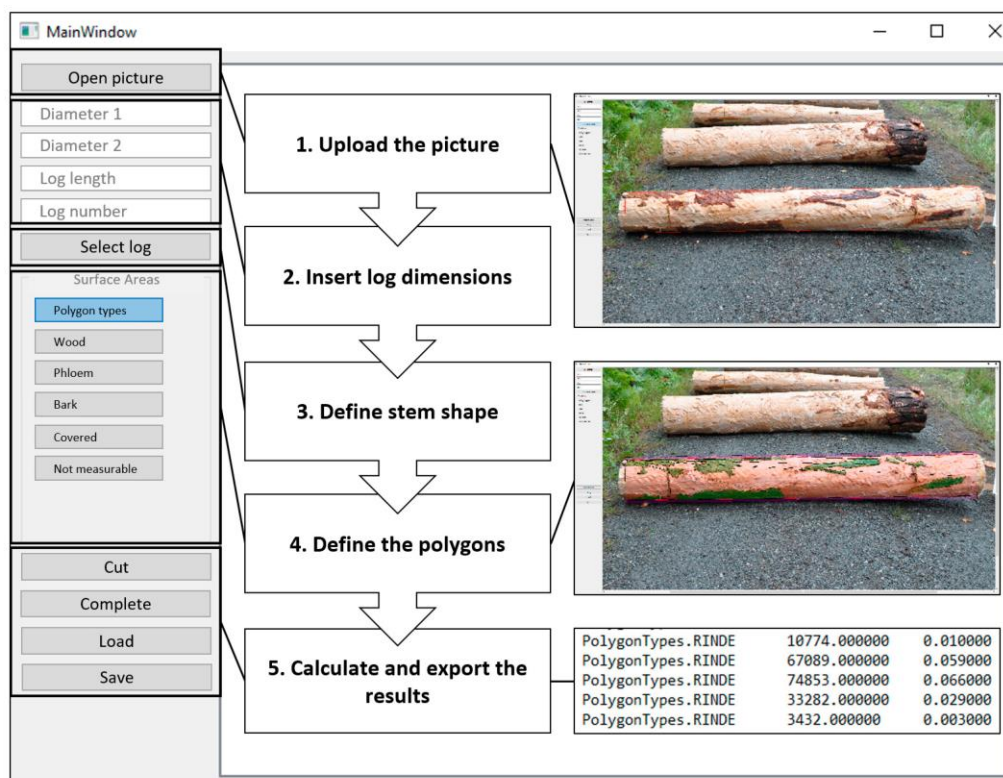 MainWindow
Open picture
Diameter 1
Diameter 2
Log length
Log number
Select log
Surface Areas
Polygon types
Wood
Phloem
Bark
Covered
Not measurable
Cut
Complete
Load
Save
1. Upload the picture
2. Insert log dimensions
3. Define stem shape
4. Define the polygons
5. Calculate and export the
results
PolygonTypes.RINDE 10774.000000 0.010000
PolygonTypes.RINDE 67089.000000 0.059000
PolygonTypes.RINDE 74853.000000 0.066000
PolygonTypes.RINDE 33282.000000 0.029000
PolygonTypes.RINDE 3432.000000 0.003000